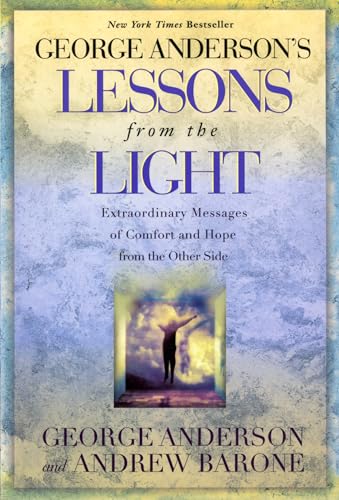 New York Times Bestseller
GEORGE ANDERSON'S
LESSONS
from the
LIGHT
Extraordinary Messages
of Comfort and Hope
from the Other Side
GEORGE ANDERSON
and ANDREW BARONE